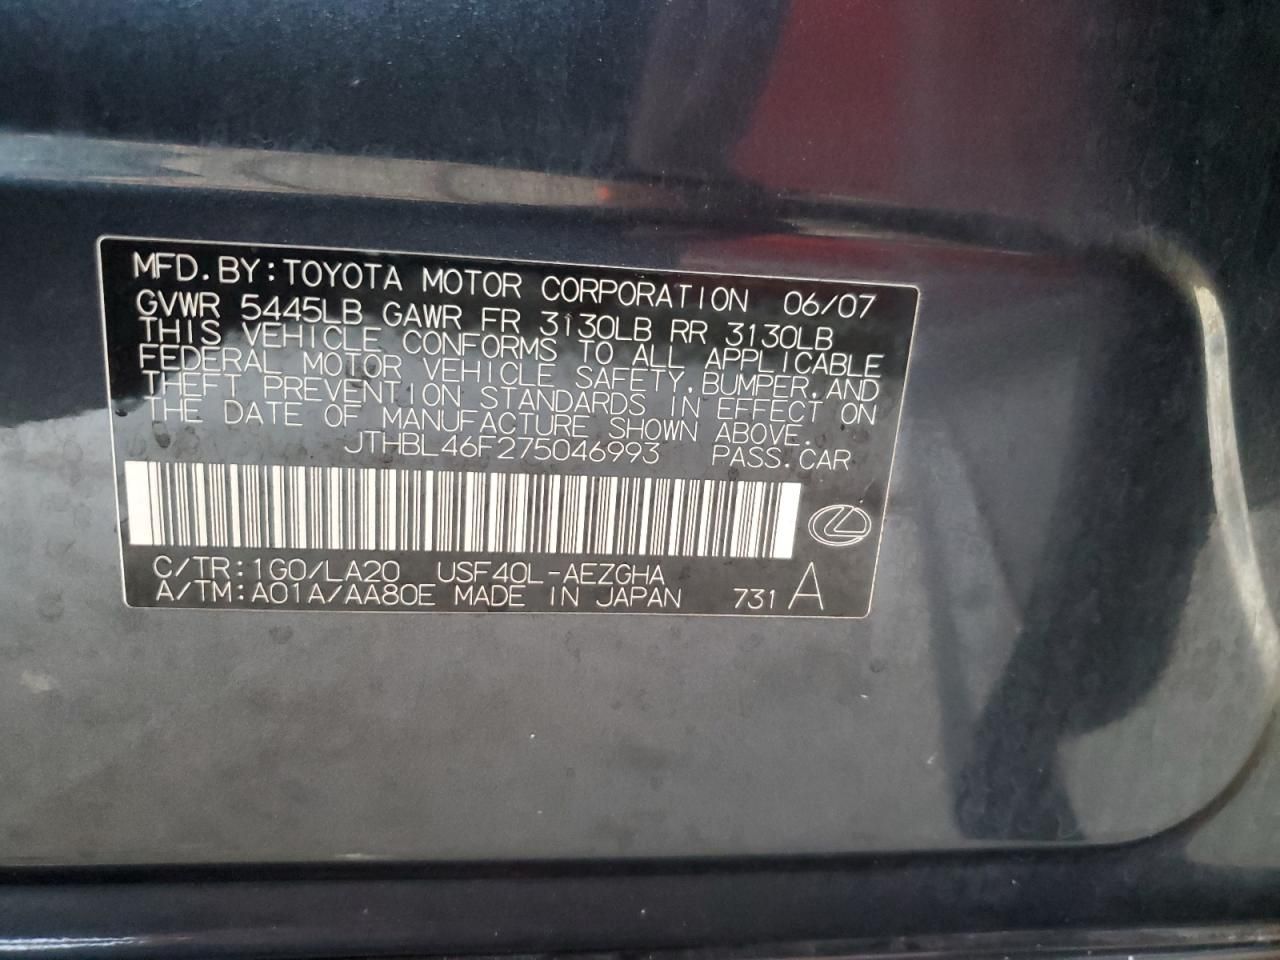 MFD.BY:TOYOTA MOTOR CORPORATION 06/07
GVWR 5445LB GAWR FR 3130LB RR 3130LB
THIS VEHICLE CONFORMS TO ALL APPLICABLE
FEDERAL MOTOR VEHICLE SAFETY,BUMPER,AND
THEFT PREVENTION STANDARDS IN EFFECT ON
THE DATE OF MANUFACTURE SHOWN ABOVE.
JTHBL46F275046993 PASS.CAR
C/TR:1G0/LA20 USF40L-AEZGHA
A/TM:A01A/AA80E MADE IN JAPAN 731 A